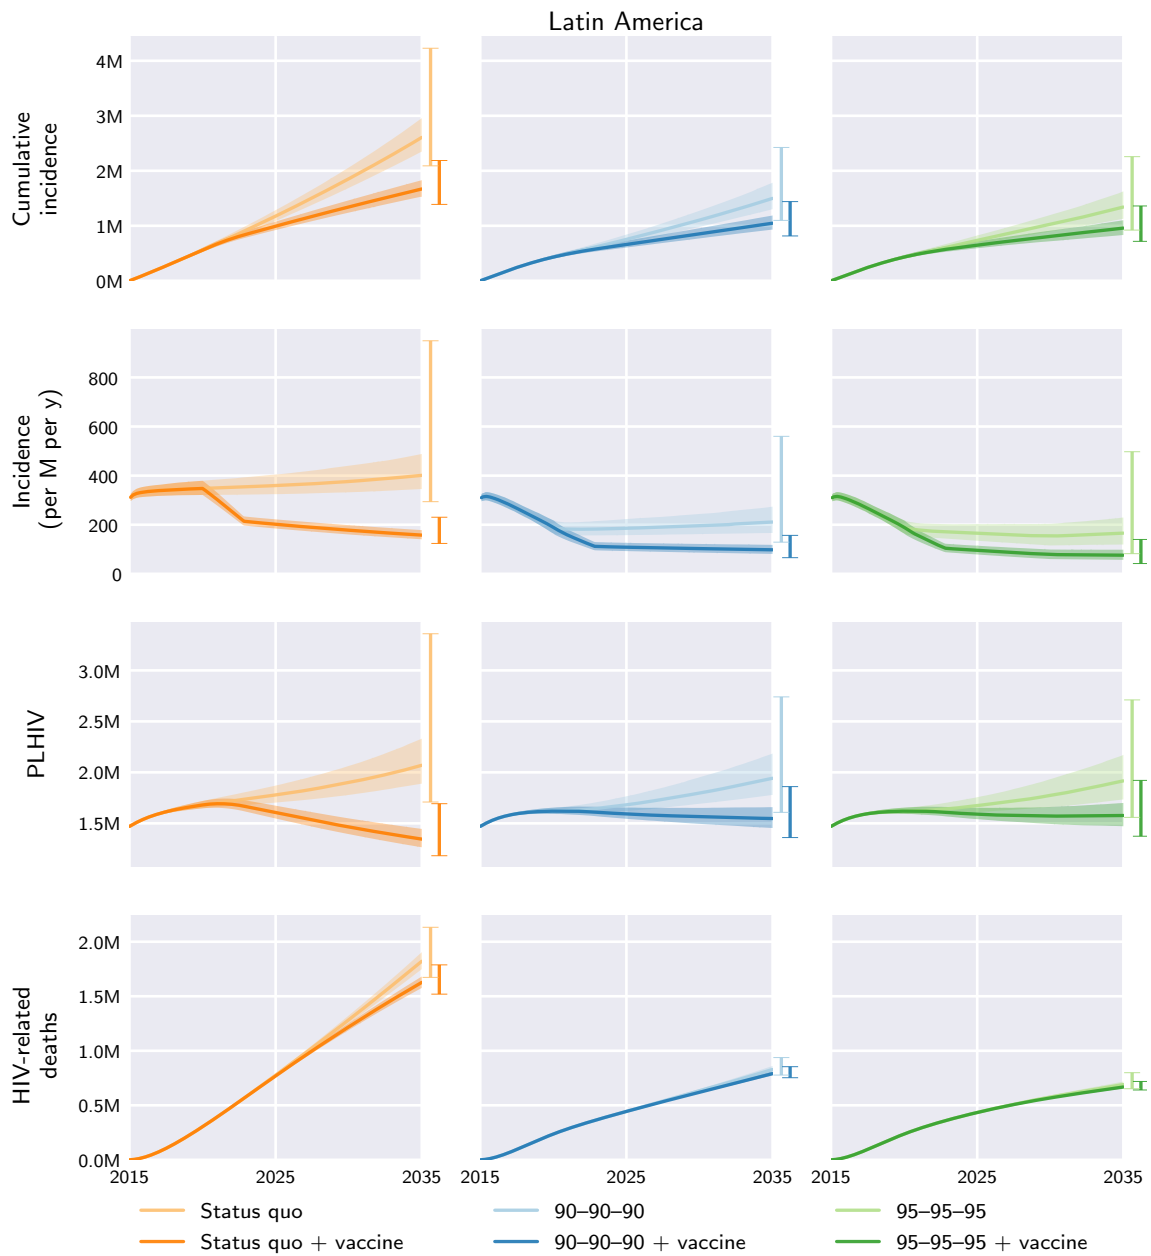 Latin America
Cumulative
incidence
4M
3M
2M
1M
0M
Incidence
(per M per y)
800
600
400
200
0
PLHIV
3.0M
2.5M
2.0M
1.5M
HIV-related
deaths
2.0M
1.5M
1.0M
0.5M
0.0M
2015 2025 2035 2015 2025 2035 2015 2025 2035
Status quo 90–90–90 95–95–95
Status quo + vaccine 90–90–90 + vaccine 95–95–95 + vaccine